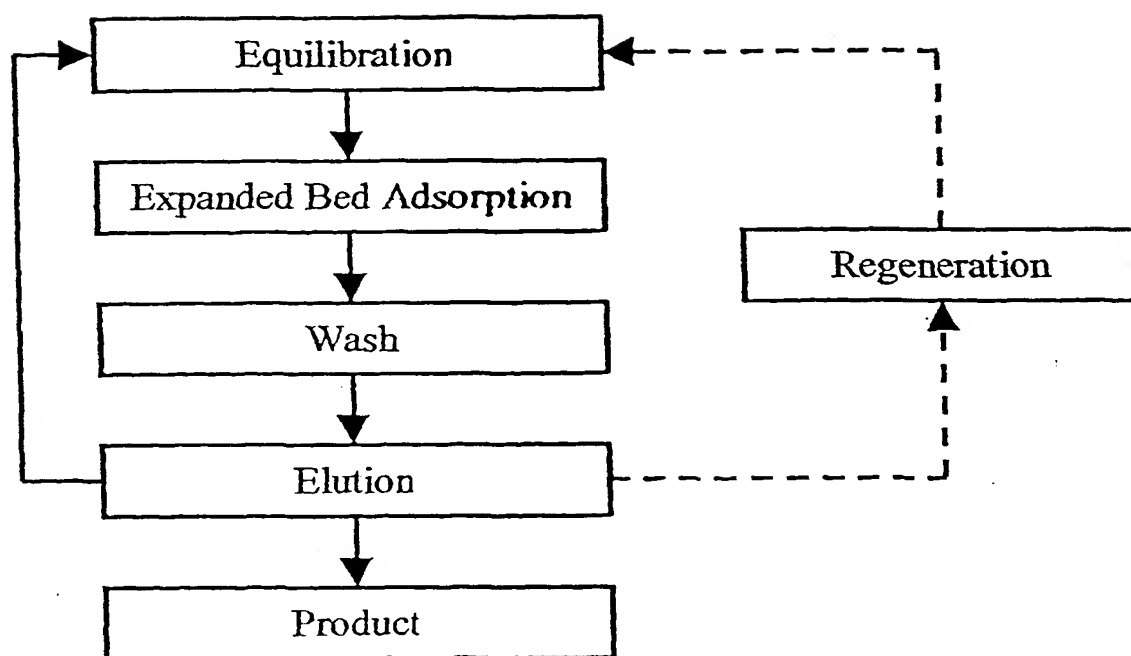 Equilibration
Expanded Bed Adsorption
Regeneration
Wash
Elution
Product